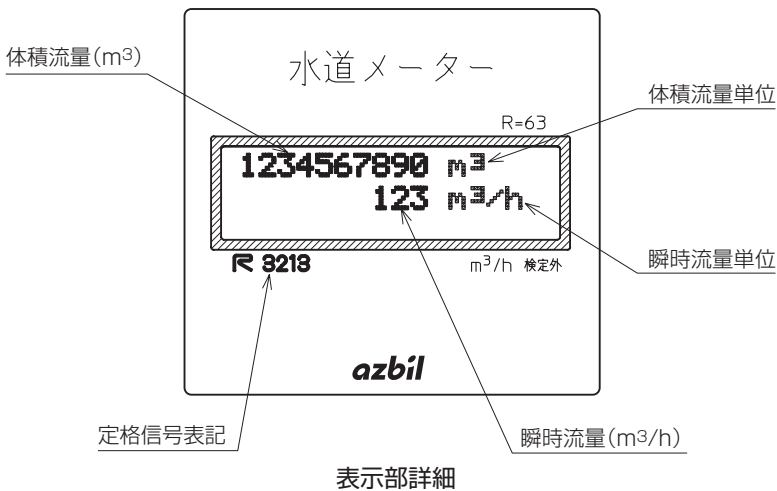 体積流量(m3)
水道メーター
体積流量単位
R=63
1234567890 m3
123 m3/h
R 3213
m3/h 検定外
瞬時流量単位
azbil
定格信号表記
瞬時流量(m3/h)
表示部詳細